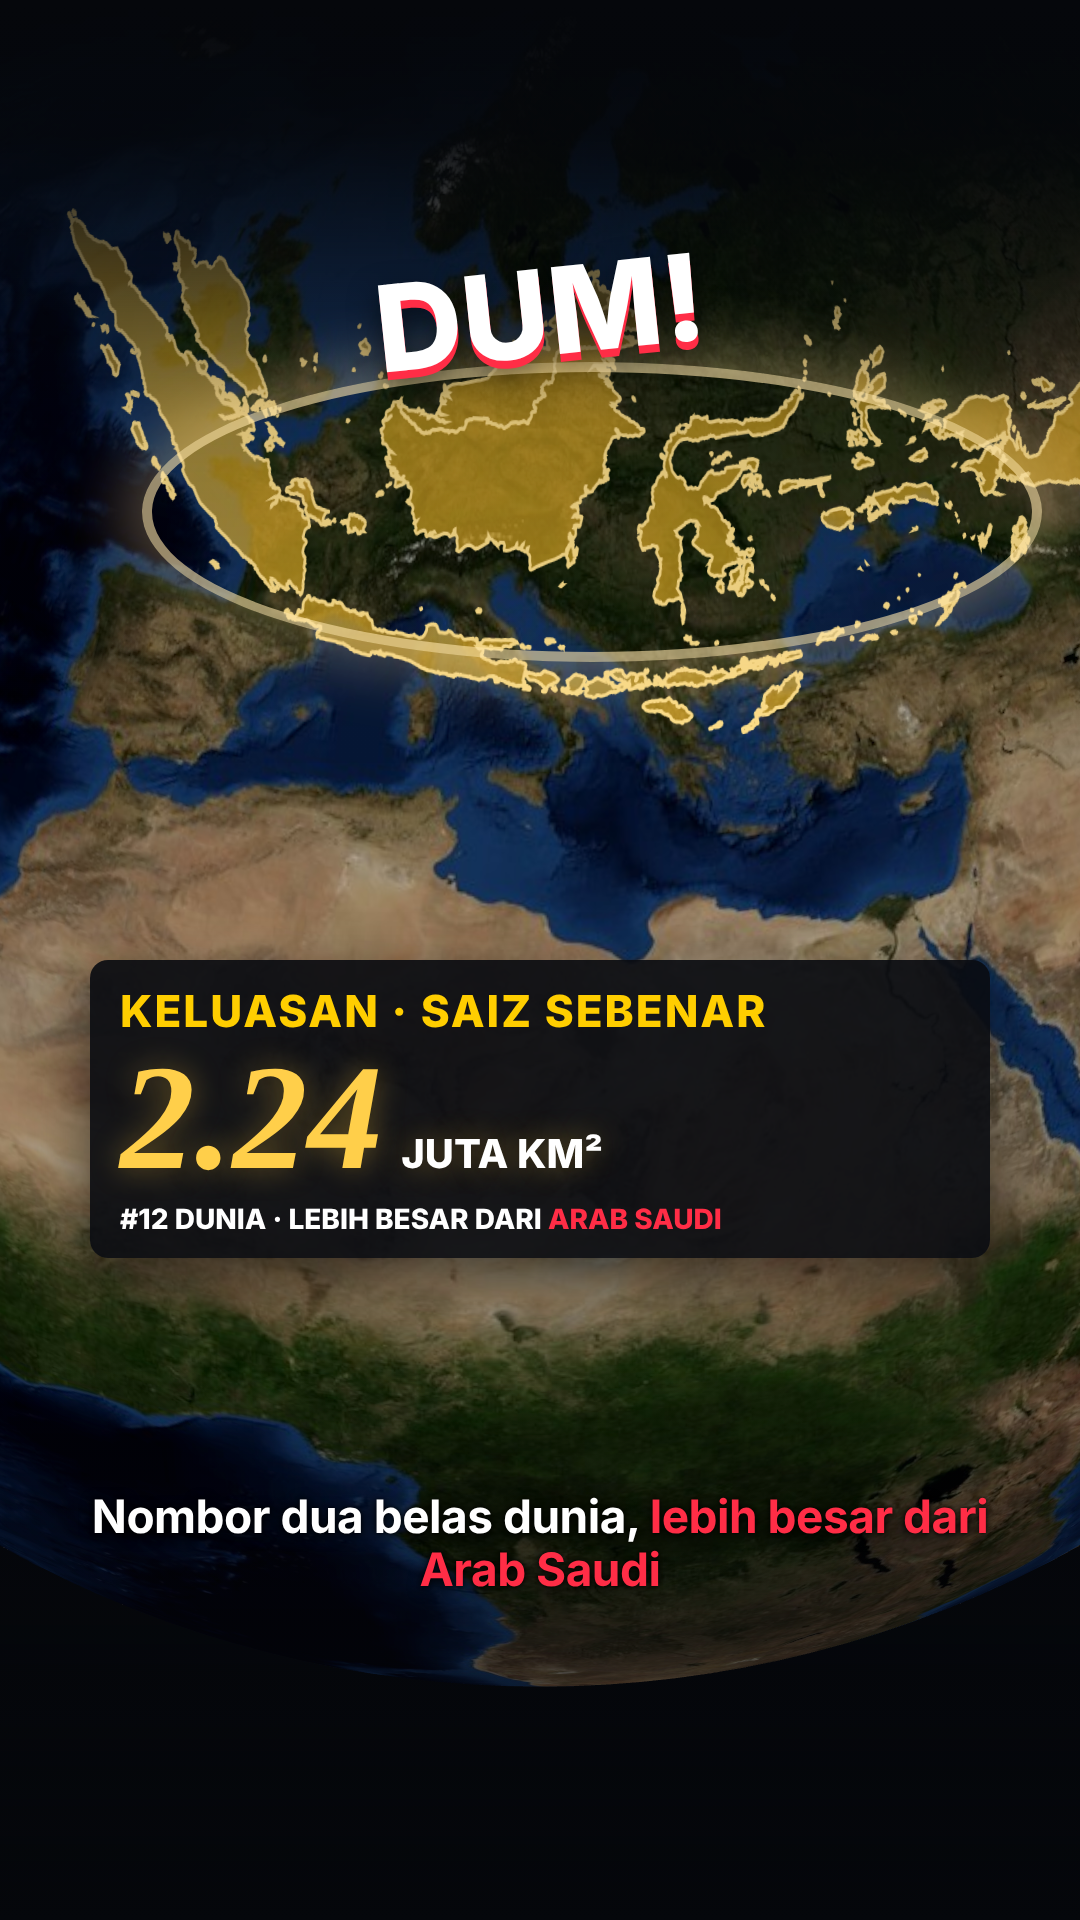 DUM!
KELUASAN · SAIZ SEBENAR
2.24 JUTA KM²
#12 DUNIA · LEBIH BESAR DARI ARAB SAUDI
Nombor dua belas dunia, lebih besar dari
Arab Saudi